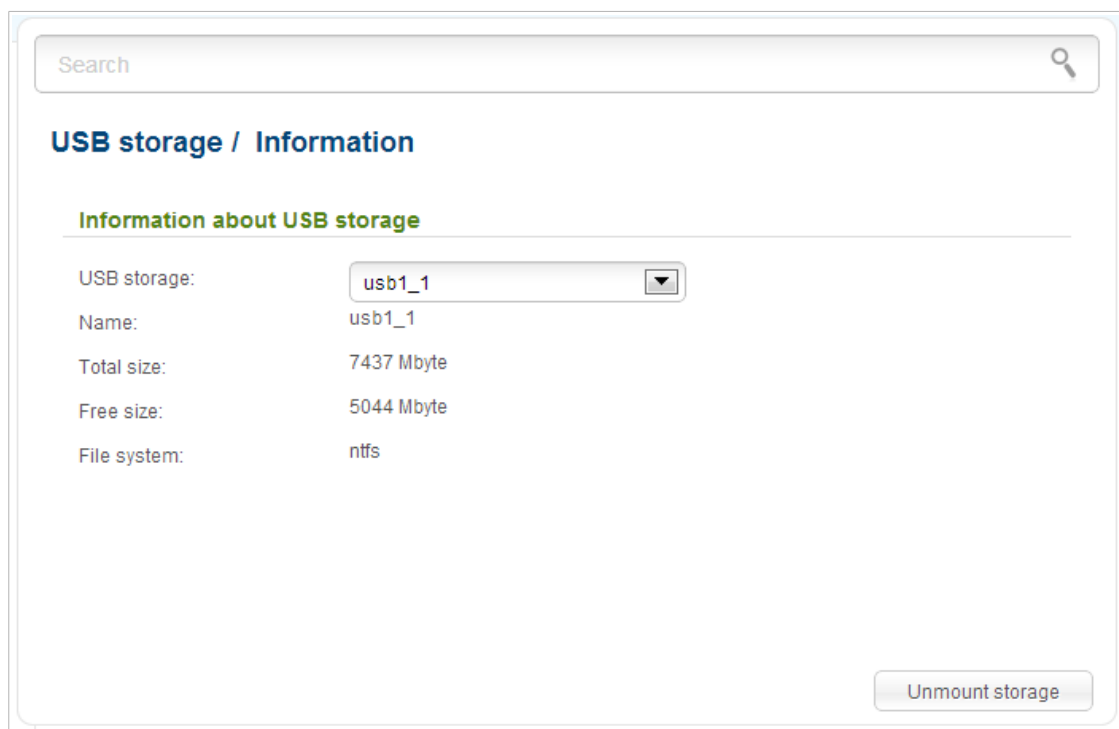 Search
USB storage / Information
Information about USB storage
USB storage: usb1_1
Name: usb1_1
Total size: 7437 Mbyte
Free size: 5044 Mbyte
File system: ntfs
Unmount storage